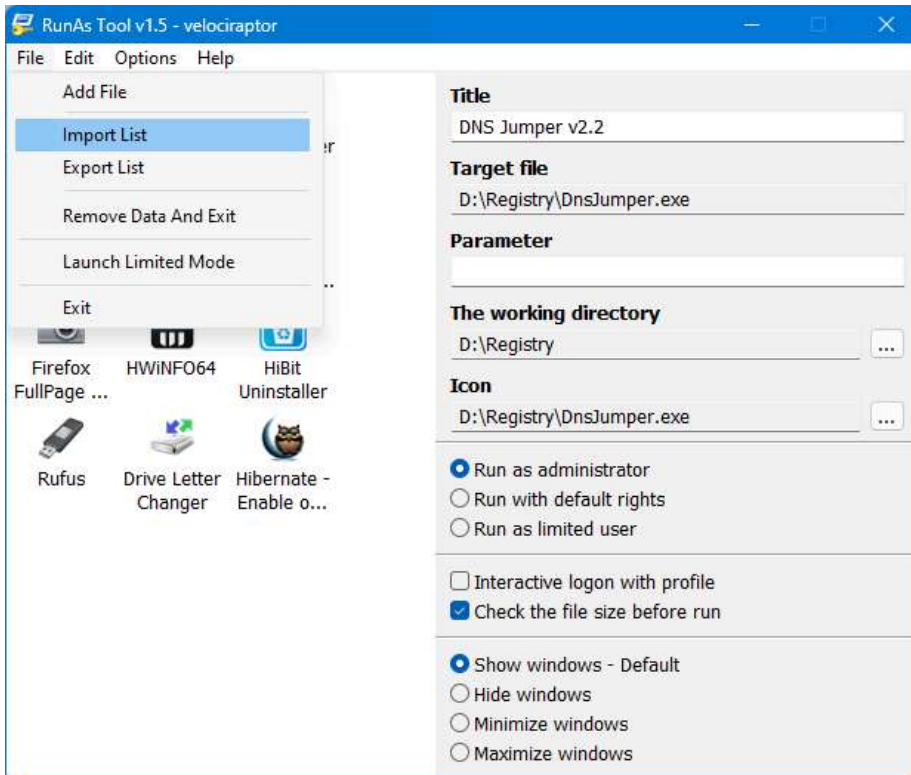 RunAs Tool v1.5 - velociraptor
File Edit Options Help
Add File
Import List
Export List
Remove Data And Exit
Launch Limited Mode
Exit
Firefox
FullPage ...
HWiNFO64
HiBit
Uninstaller
Rufus
Drive Letter
Changer
Hibernate -
Enable o...
Title
DNS Jumper v2.2
Target file
D:\Registry\DnsJumper.exe
Parameter
The working directory
D:\Registry
...
Icon
D:\Registry\DnsJumper.exe
...
Run as administrator
Run with default rights
Run as limited user
Interactive logon with profile
Check the file size before run
Show windows - Default
Hide windows
Minimize windows
Maximize windows